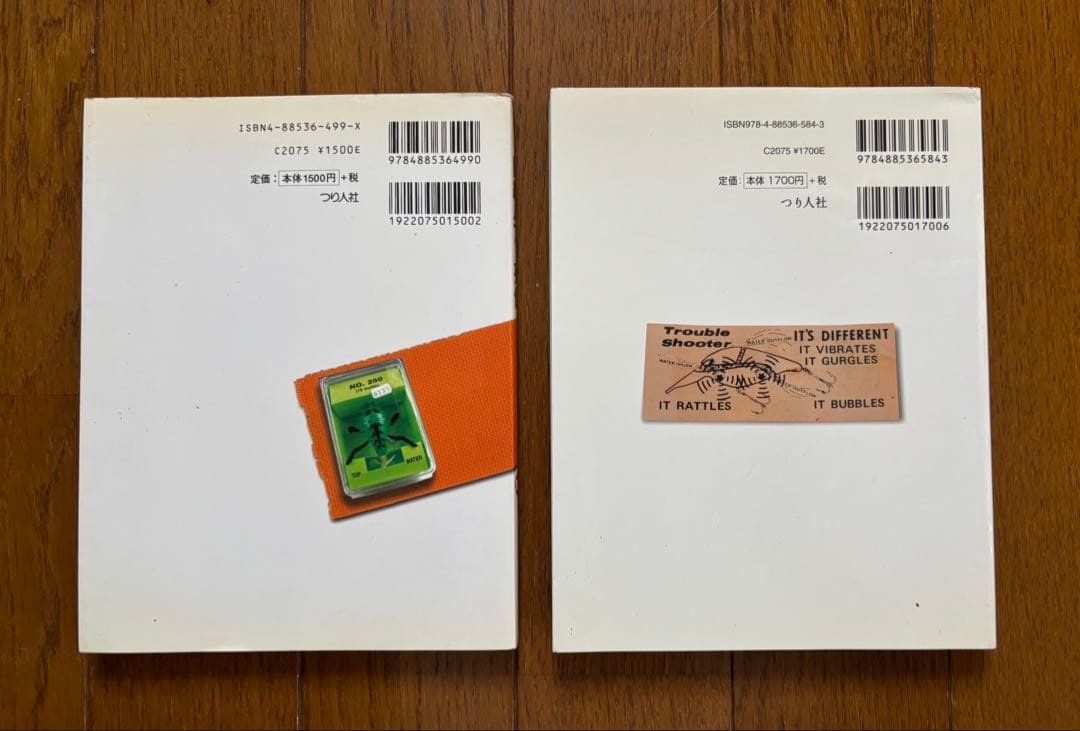 ISBN4-88536-499-X
C2075 ¥1500E
定価：本体1500円+税
つり人社
9784885364990
1922075015002
NO. 250
TOP
WATER
ISBN978-4-88536-584-3
C2075 ¥1700E
定価：本体 1700円+税
つり人社
9784885365843
1922075017006
Trouble
Shooter
IT'S DIFFERENT
IT VIBRATES
IT GURGLES
WATER OUTFLOW
IT RATTLES
IT BUBBLES